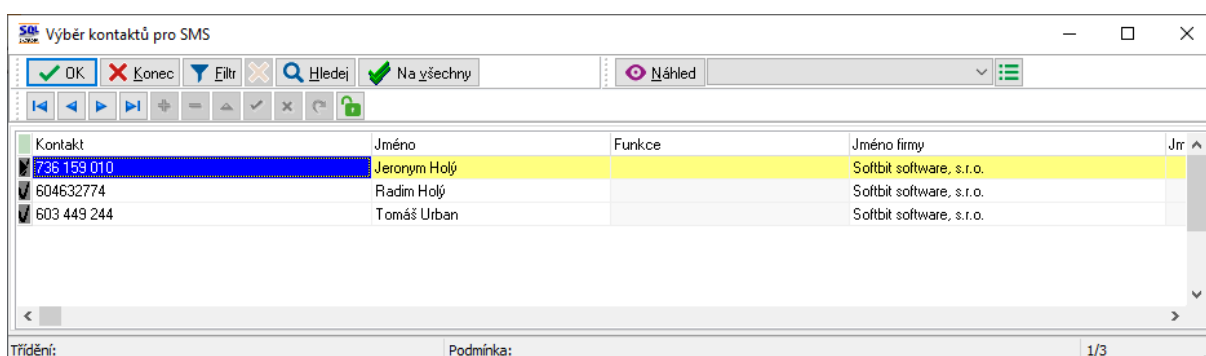 SQL
Výběr kontaktů pro SMS
OK Konec Filtr Hledej Na všechny Náhled
Kontakt Jméno Funkce Jméno firmy Jm
736 159 010 Jeronym Holý Softbit software, s.r.o.
604632774 Radim Holý Softbit software, s.r.o.
603 449 244 Tomáš Urban Softbit software, s.r.o.
Třídění: Podmínka: 1/3